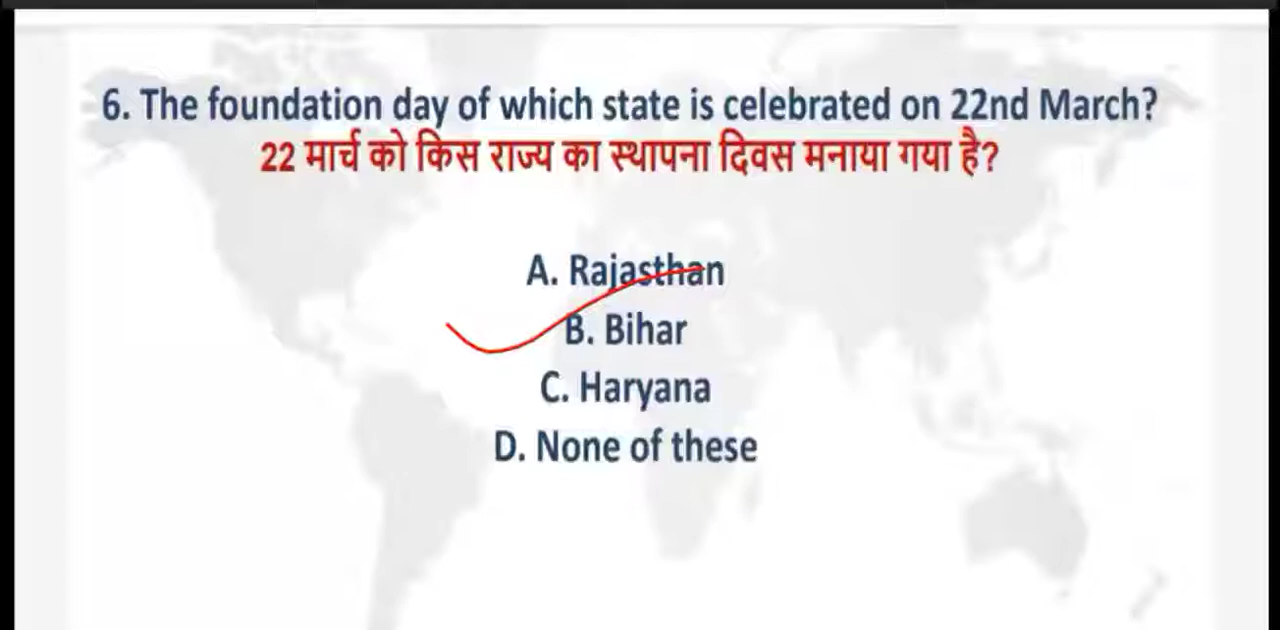 6. The foundation day of which state is celebrated on 22nd March?
22 मार्च को किस राज्य का स्थापना दिवस मनाया गया है?
A. Rajasthan
B. Bihar
C. Haryana
D. None of these